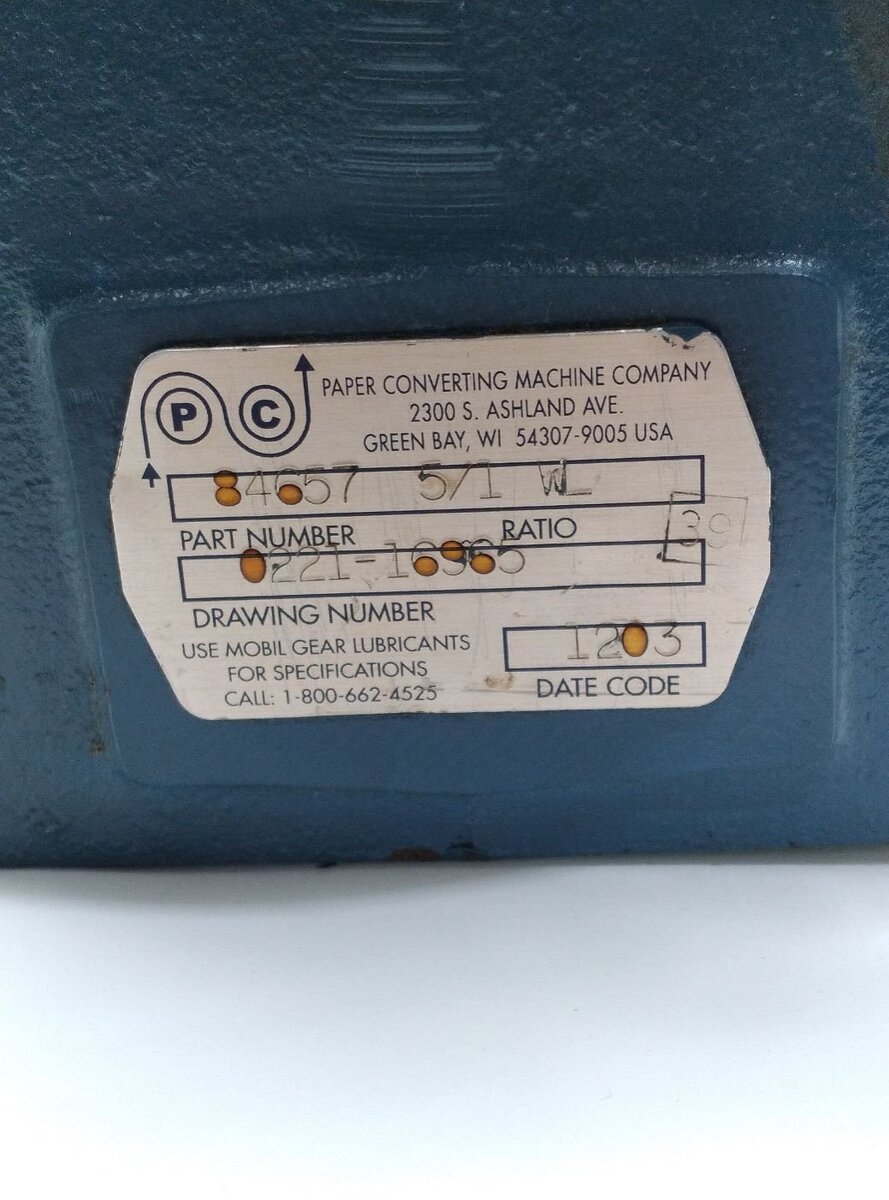 P C
PAPER CONVERTING MACHINE COMPANY
2300 S. ASHLAND AVE.
GREEN BAY, WI 54307-9005 USA
84657 5/1 WL
PART NUMBER RATIO
39
0221-16965
DRAWING NUMBER
USE MOBIL GEAR LUBRICANTS
FOR SPECIFICATIONS
CALL: 1-800-662-4525
1203
DATE CODE